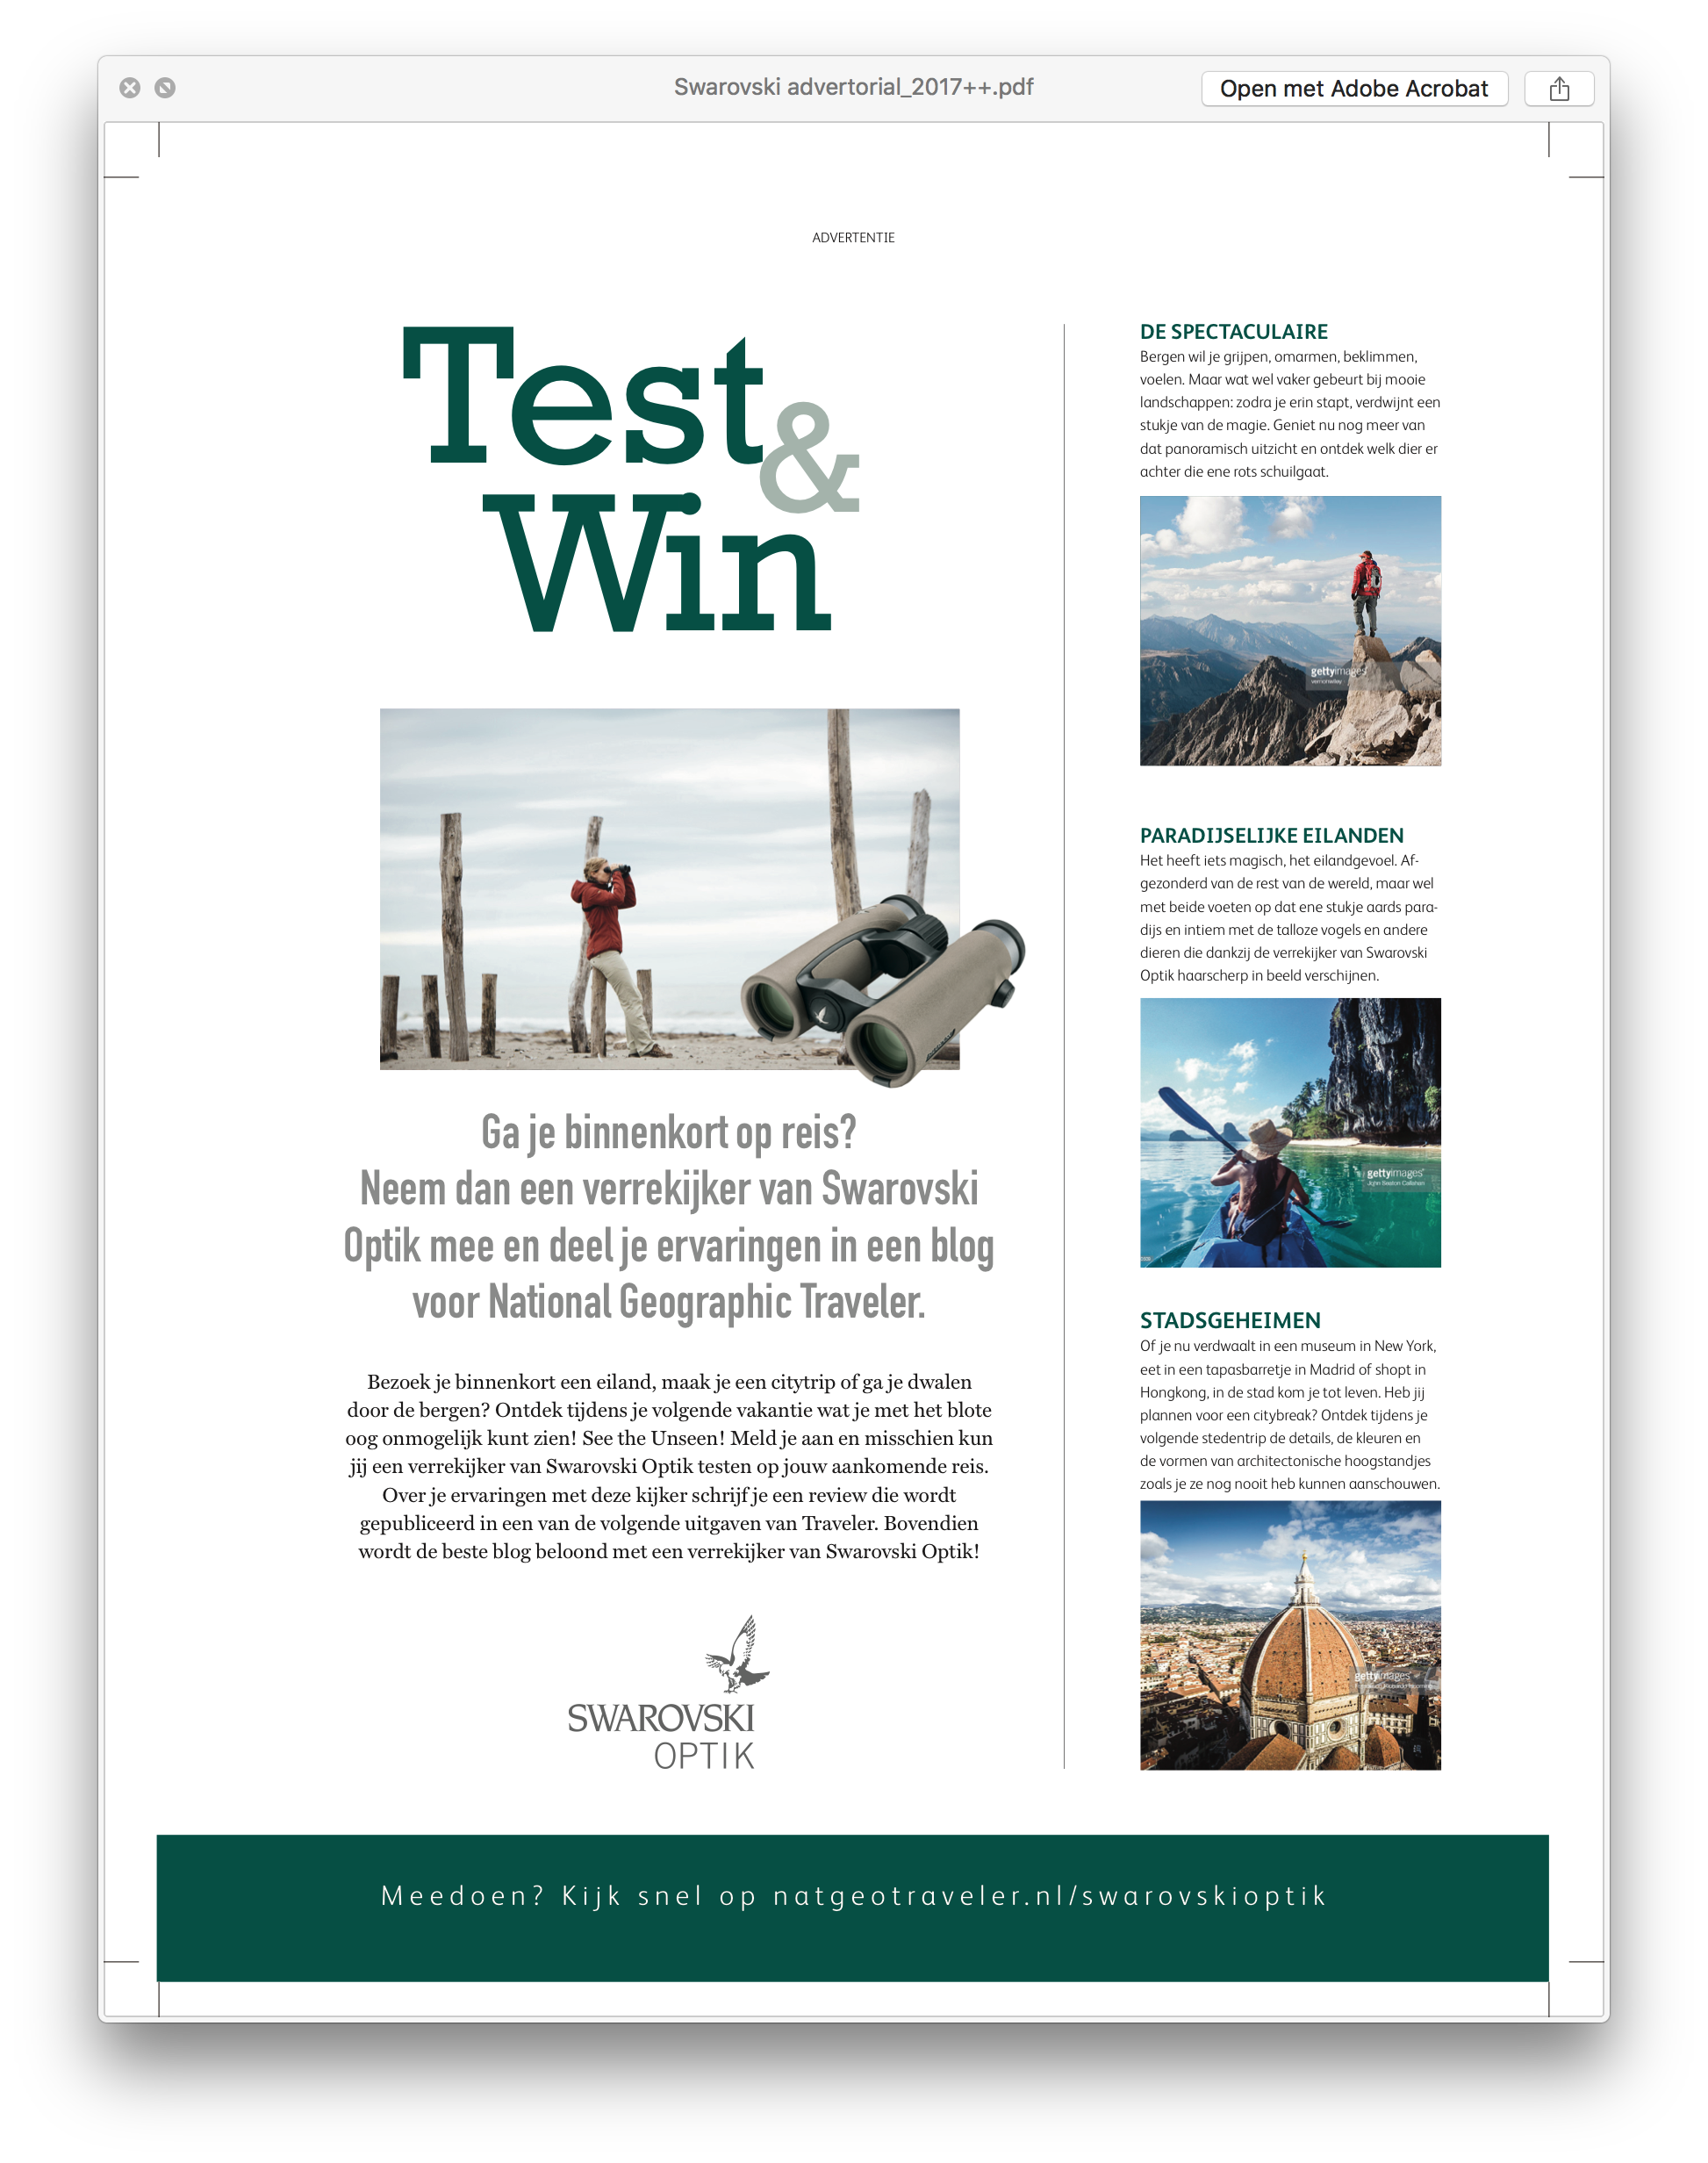 Swarovski advertorial_2017++.pdf
Open met Adobe Acrobat
ADVERTENTIE
Test
&
Win
Ga je binnenkort op reis?
Neem dan een verrekijker van Swarovski
Optik mee en deel je ervaringen in een blog
voor National Geographic Traveler.
Bezoek je binnenkort een eiland, maak je een citytrip of ga je dwalen
door de bergen? Ontdek tijdens je volgende vakantie wat je met het blote
oog onmogelijk kunt zien! See the Unseen! Meld je aan en misschien kun
jij een verrekijker van Swarovski Optik testen op jouw aankomende reis.
Over je ervaringen met deze kijker schrijf je een review die wordt
gepubliceerd in een van de volgende uitgaven van Traveler. Bovendien
wordt de beste blog beloond met een verrekijker van Swarovski Optik!
SWAROVSKI
OPTIK
DE SPECTACULAIRE
Bergen wil je grijpen, omarmen, beklimmen,
voelen. Maar wat wel vaker gebeurt bij mooie
landschappen: zodra je erin stapt, verdwijnt een
stukje van de magie. Geniet nu nog meer van
dat panoramisch uitzicht en ontdek welk dier er
achter die ene rots schuilgaat.
gettyimages
PARADIJSELIJKE EILANDEN
Het heeft iets magisch, het eilandgevoel. Af-
gezonderd van de rest van de wereld, maar wel
met beide voeten op dat ene stukje aards para-
dijs en intiem met de talloze vogels en andere
dieren die dankzij de verrekijker van Swarovski
Optik haarscherp in beeld verschijnen.
gettyimages
John Seaton Callahan
STADSGEHEIMEN
Of je nu verdwaalt in een museum in New York,
eet in een tapasbarretje in Madrid of shopt in
Hongkong, in de stad kom je tot leven. Heb jij
plannen voor een citybreak? Ontdek tijdens je
volgende stedentrip de details, de kleuren en
de vormen van architectonische hoogstandjes
zoals je ze nog nooit heb kunnen aanschouwen.
gettyimages
Meedoen? Kijk snel op natgeotraveler.nl/swarovskioptik